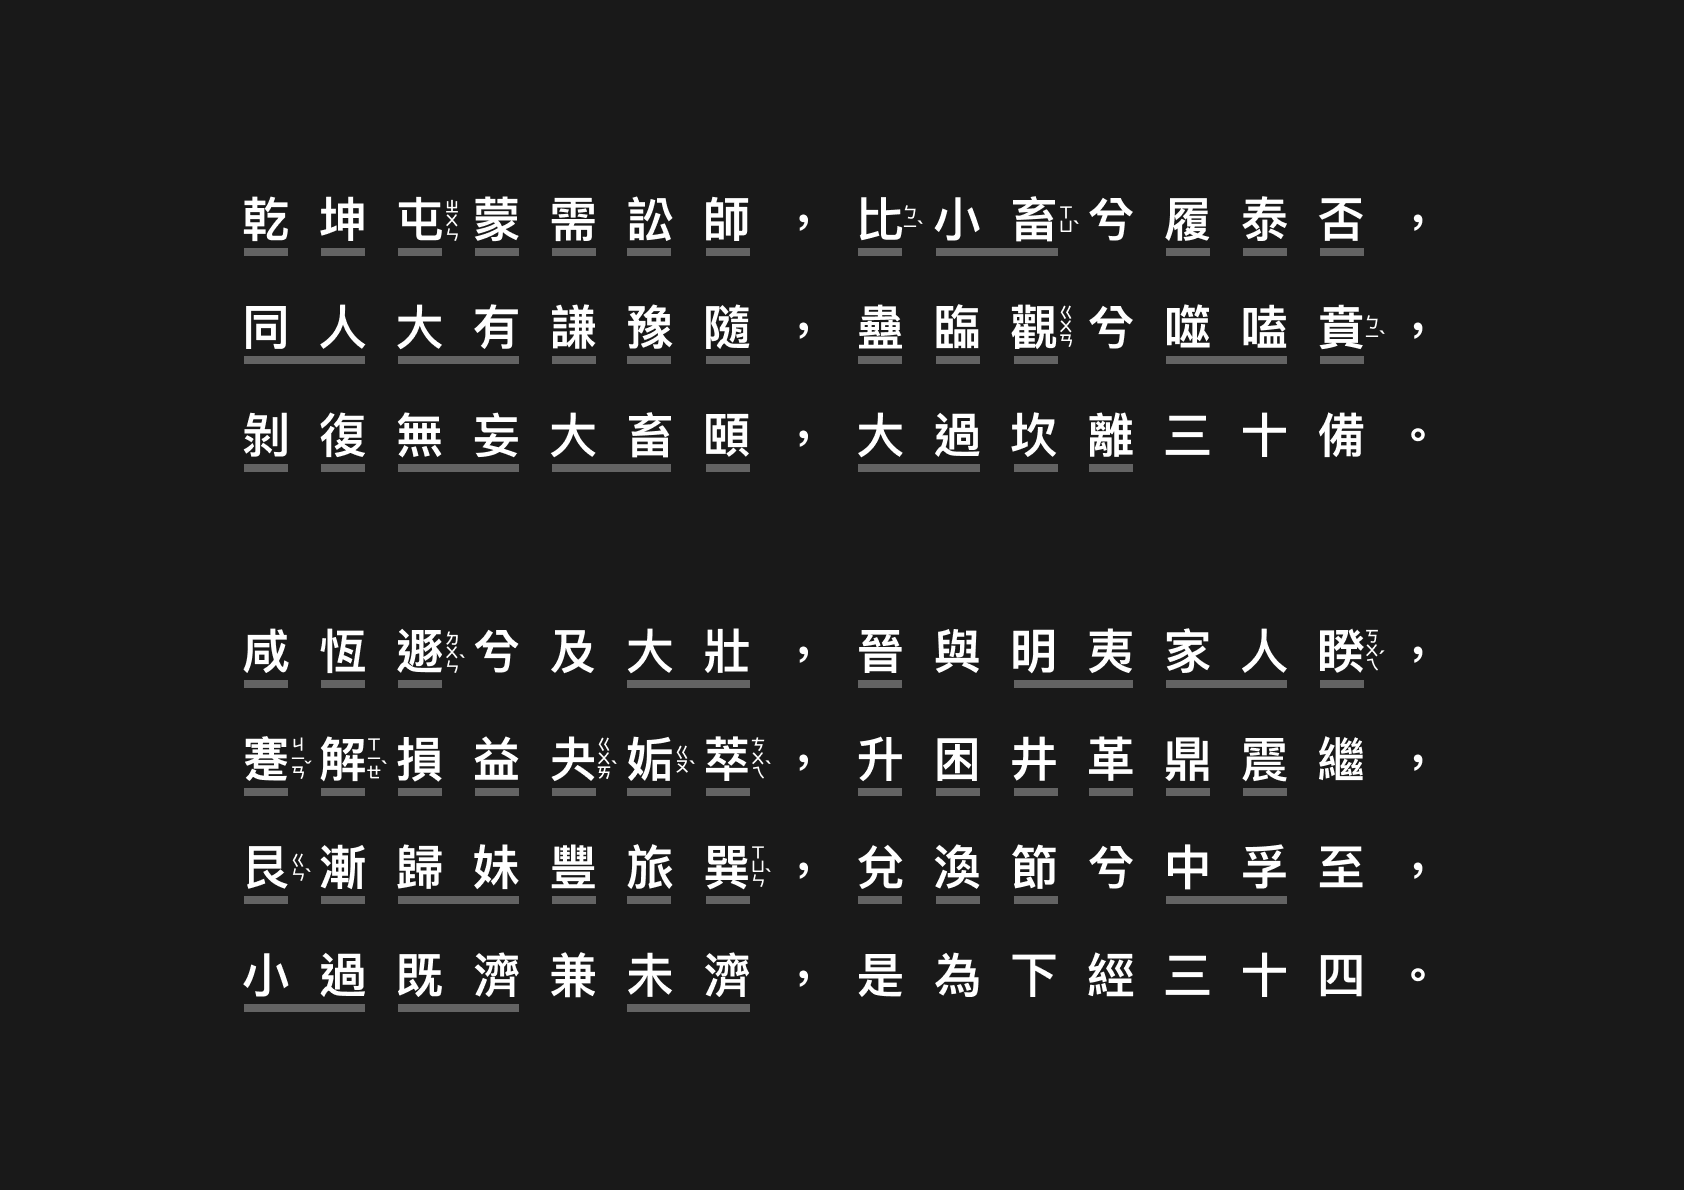 乾坤屯ㄓㄨㄣ蒙需訟師，比ㄅㄧˋ小畜ㄒㄩˋ兮履泰否，
同人大有謙豫隨，蠱臨觀ㄍㄨㄢ兮噬嗑賁ㄅㄧˋ，
剝復無妄大畜頤，大過坎離三十備。
咸恆遯ㄉㄨㄣˋ兮及大壯，晉與明夷家人睽ㄎㄨㄟˊ，
蹇ㄐㄧㄢˇ解ㄒㄧㄝˋ損益夬ㄍㄨㄞˋ姤ㄍㄡˋ萃ㄘㄨㄟˋ，升困井革鼎震繼，
艮ㄍㄣˋ漸歸妹豐旅巽ㄒㄩㄣˋ，兌渙節兮中孚至，
小過既濟兼未濟，是為下經三十四。